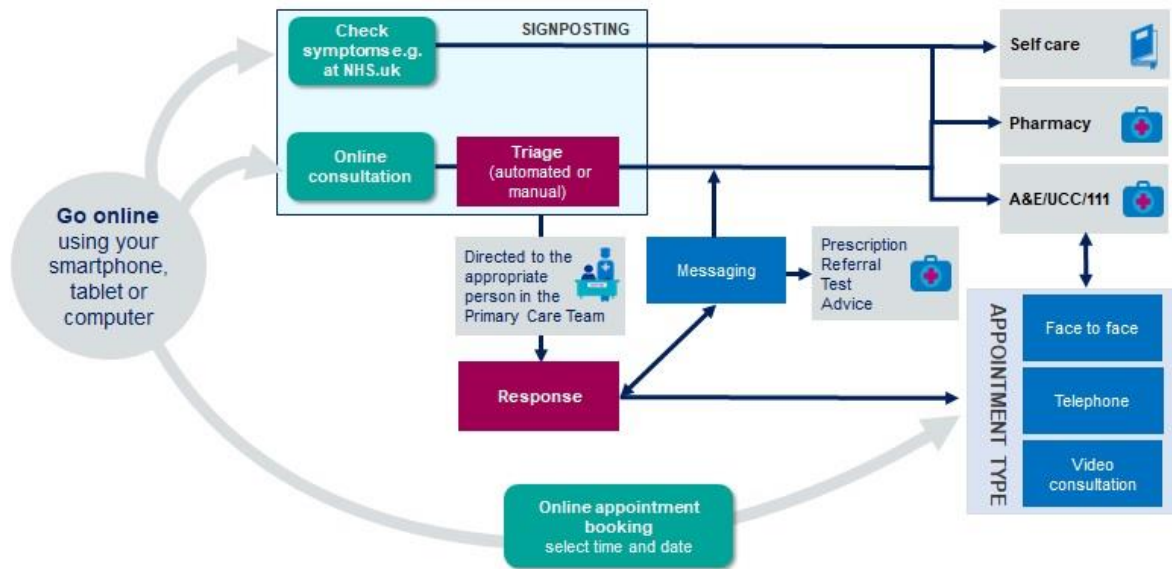 SIGNPOSTING
Check
symptoms e.g.
at NHS.uk
Self care
Pharmacy
Online
consultation
Triage
(automated or
manual)
A&E/UCC/111
Go online
using your
smartphone,
tablet or
computer
Directed to the
appropriate
person in the
Primary Care Team
Messaging
Prescription
Referral
Test
Advice
Response
APPOINTMENT TYPE
Face to face
Telephone
Video
consultation
Online appointment
booking
select time and date